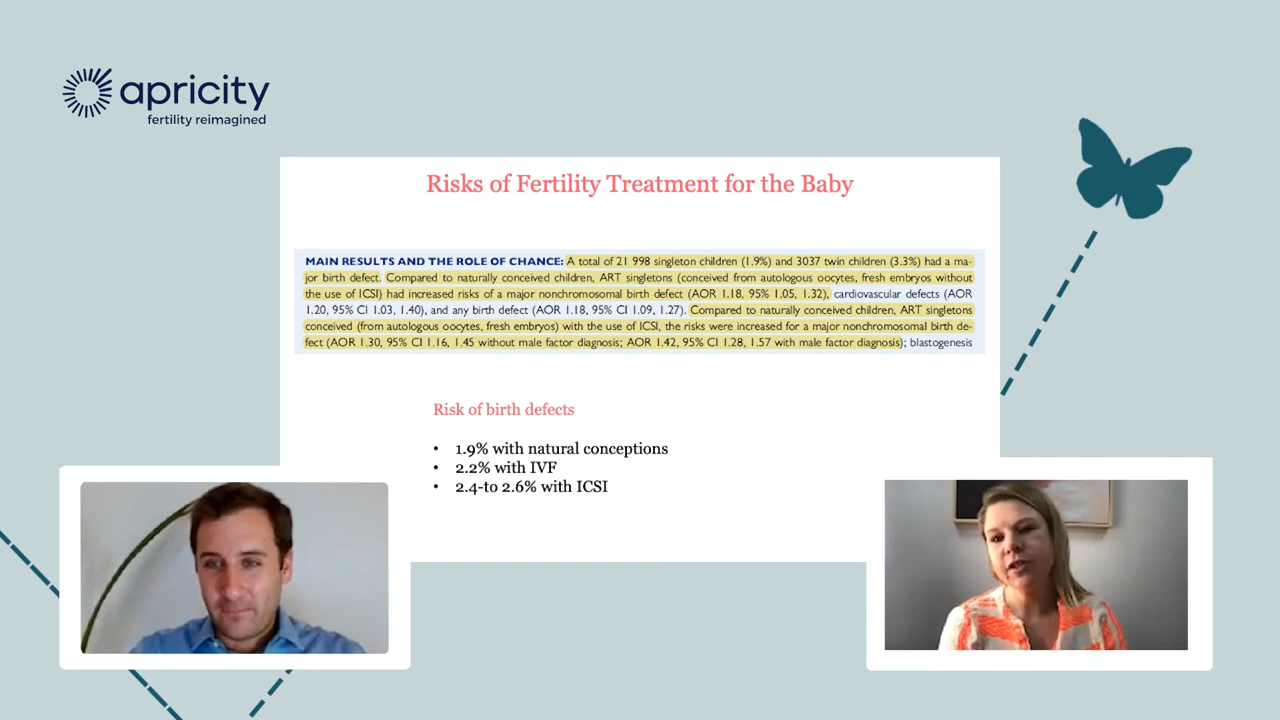 apricity
fertility reimagined
Risks of Fertility Treatment for the Baby
MAIN RESULTS AND THE ROLE OF CHANCE: A total of 21 998 singleton children (1.9%) and 3037 twin children (3.3%) had a ma-
jor birth defect. Compared to naturally conceived children, ART singletons (conceived from autologous oocytes, fresh embryos without
the use of ICSI) had increased risks of a major nonchromosomal birth defect (AOR 1.18, 95% 1.05, 1.32), cardiovascular defects (AOR
1.20, 95% CI 1.03, 1.40), and any birth defect (AOR 1.18, 95% CI 1.09, 1.27). Compared to naturally conceived children, ART singletons
conceived (from autologous oocytes, fresh embryos) with the use of ICSI, the risks were increased for a major nonchromosomal birth de-
fect (AOR 1.30, 95% CI 1.16, 1.45 without male factor diagnosis; AOR 1.42, 95% CI 1.28, 1.57 with male factor diagnosis); blastogenesis
Risk of birth defects
• 1.9% with natural conceptions
• 2.2% with IVF
• 2.4-to 2.6% with ICSI